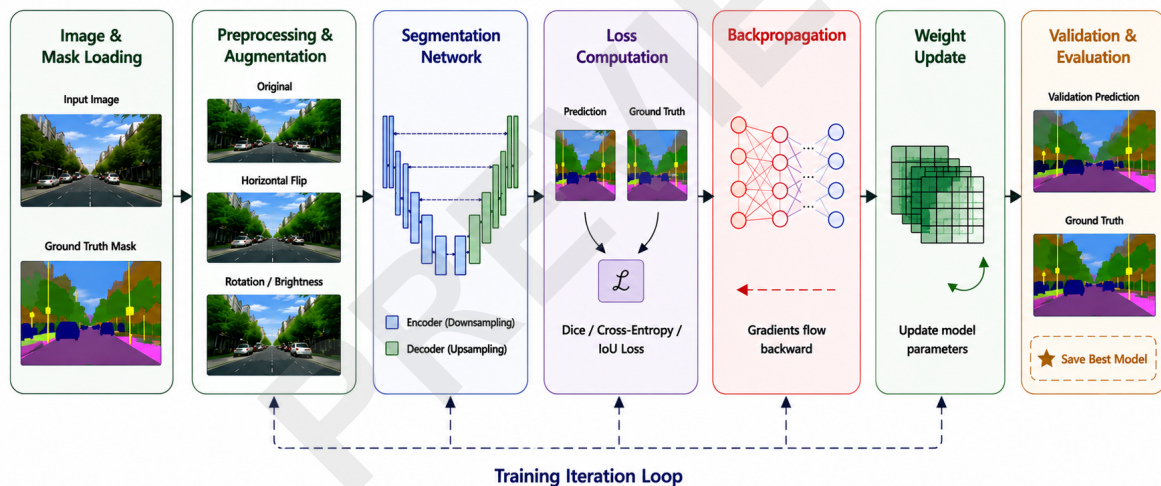 Image &
Mask Loading
Input Image
Ground Truth Mask
Preprocessing &
Augmentation
Original
Horizontal Flip
Rotation / Brightness
Segmentation
Network
Encoder (Downsampling)
Decoder (Upsampling)
Loss
Computation
Prediction
Ground Truth
ℒ
Dice / Cross-Entropy /
IoU Loss
Backpropagation
...
...
...
Gradients flow
backward
Weight
Update
Update model
parameters
Validation &
Evaluation
Validation Prediction
Ground Truth
Save Best Model
Training Iteration Loop
PREVIEW